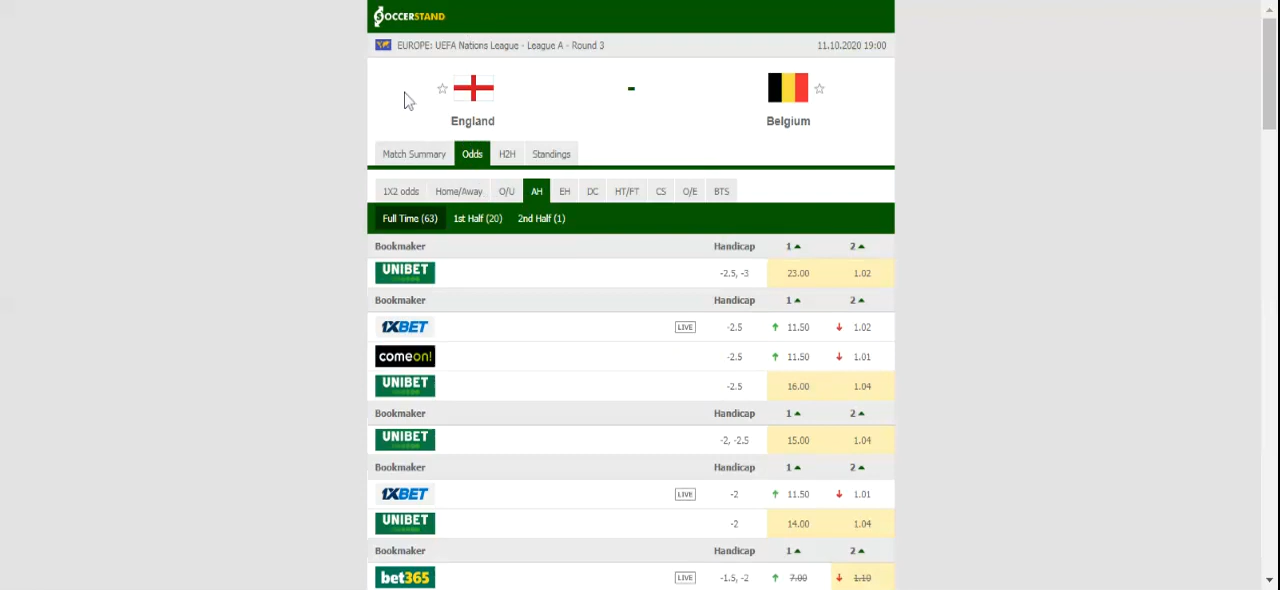 SOCCERSTAND
EUROPE: UEFA Nations League - League A - Round 3 11.10.2020 19:00
-
England Belgium
Match Summary Odds H2H Standings
1X2 odds Home/Away O/U AH EH DC HT/FT CS O/E BTS
Full Time (63) 1st Half (20) 2nd Half (1)
Bookmaker Handicap 1 2
UNIBET -2.5, -3 23.00 1.02
Bookmaker Handicap 1 2
1XBET LIVE -2.5 11.50 1.02
comeon! -2.5 11.50 1.01
UNIBET -2.5 16.00 1.04
Bookmaker Handicap 1 2
UNIBET -2, -2.5 15.00 1.04
Bookmaker Handicap 1 2
1XBET LIVE -2 11.50 1.01
UNIBET -2 14.00 1.04
Bookmaker Handicap 1 2
bet365 LIVE -1.5, -2 7.00 1.10